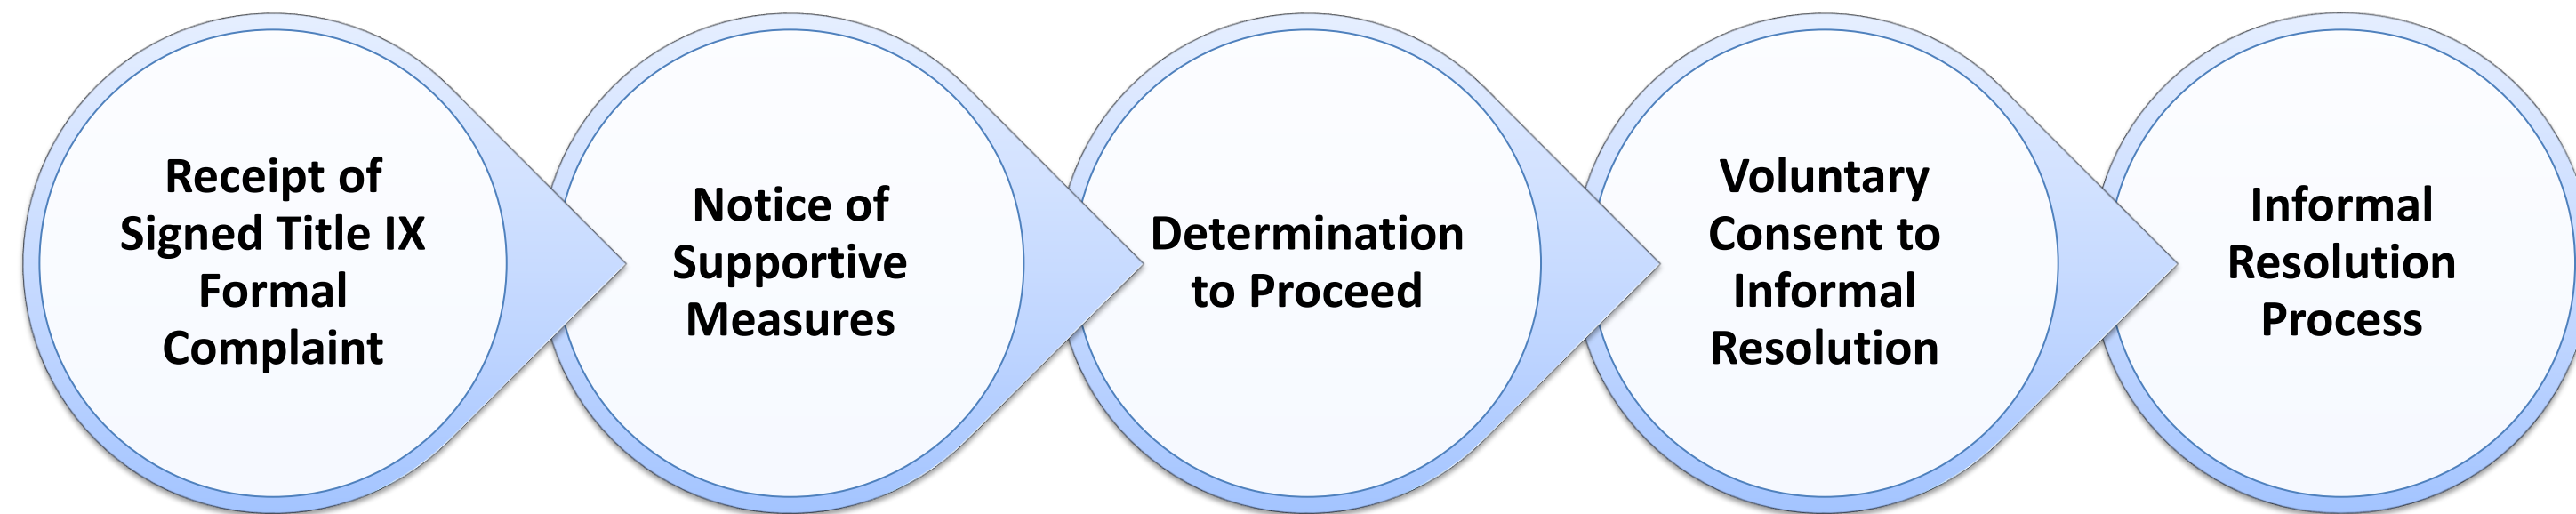 Receipt of
Signed Title IX
Formal
Complaint
Notice of
Supportive
Measures
Determination
to Proceed
Voluntary
Consent to
Informal
Resolution
Informal
Resolution
Process